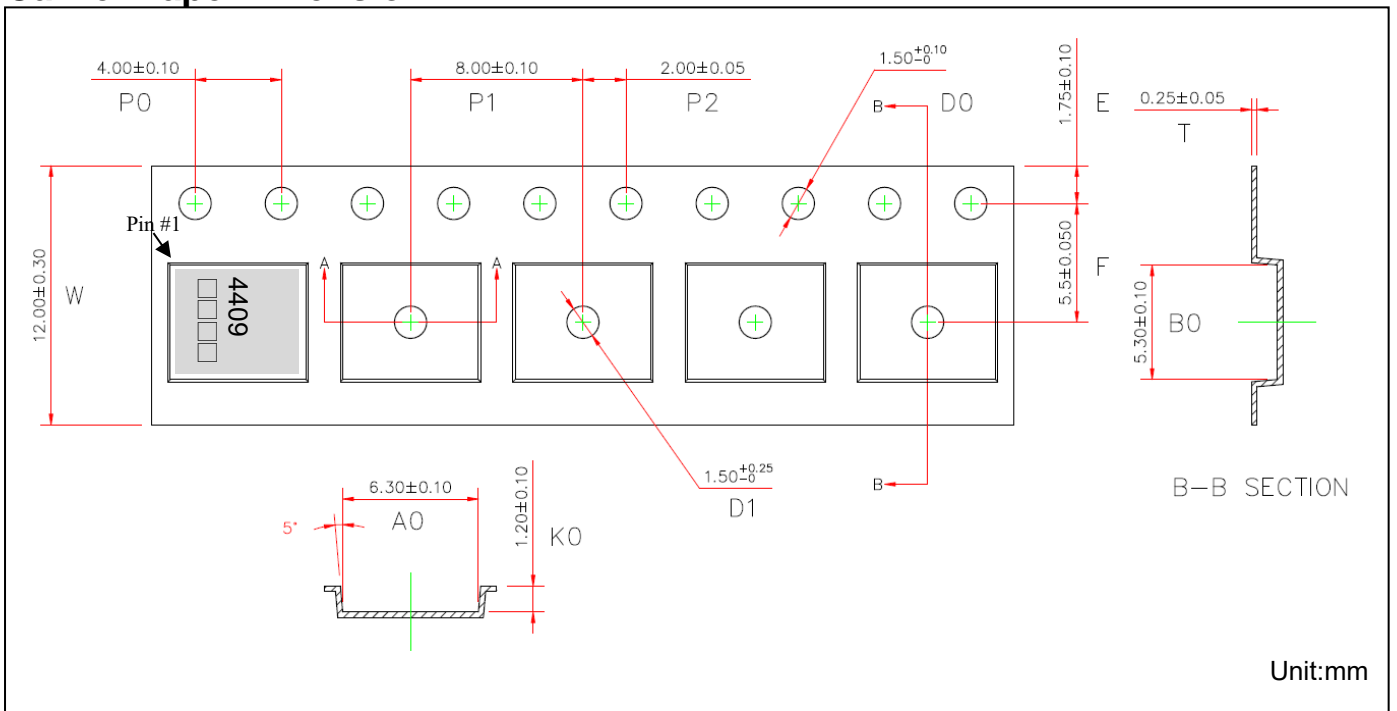 4.00±0.10
P0
8.00±0.10
P1
2.00±0.05
P2
1.50 +0.10 -0
D0
B
1.75±0.10
E
0.25±0.05
T
Pin #1
12.00±0.30
W
4409
A
A
5.5±0.050
F
5.30±0.10
B0
1.50 +0.25 -0
D1
B
B-B SECTION
6.30±0.10
A0
5°
1.20±0.10
K0
Unit:mm